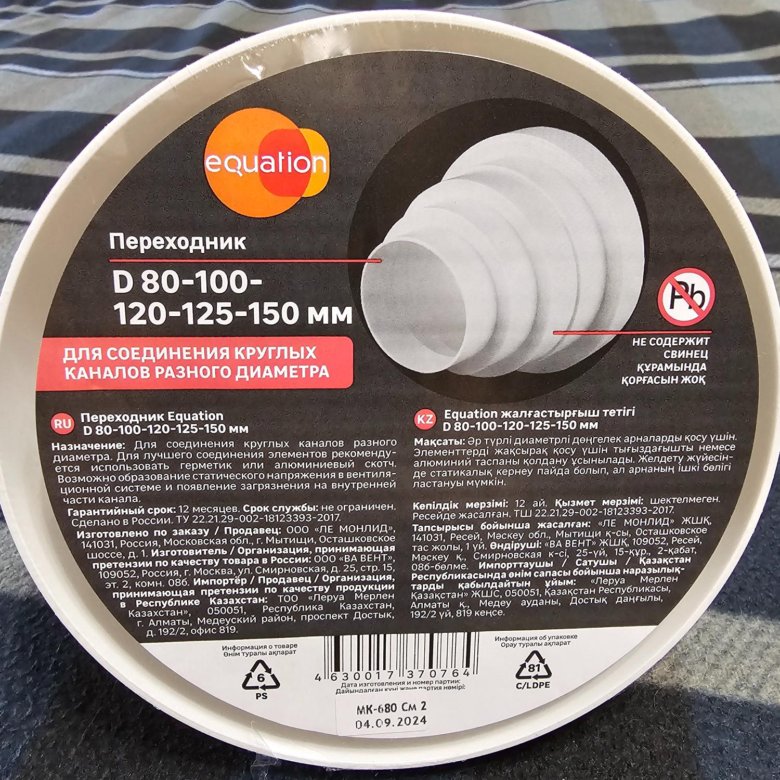 equation
Переходник
D 80-100-
120-125-150 мм
ДЛЯ СОЕДИНЕНИЯ КРУГЛЫХ
КАНАЛОВ РАЗНОГО ДИАМЕТРА
Pb
НЕ СОДЕРЖИТ
СВИНЕЦ
ҚҰРАМЫНДА
ҚОРҒАСЫН ЖОҚ
RU Переходник Equation
D 80-100-120-125-150 мм
Назначение: Для соединения круглых каналов разного
диаметра. Для лучшего соединения элементов рекоменду-
ется использовать герметик или алюминиевый скотч.
Возможно образование статического напряжения в вентиля-
ционной системе и появление загрязнения на внутренней
части канала.
Гарантийный срок: 12 месяцев. Срок службы: не ограничен.
Сделано в России. ТУ 22.21.29-002-18123393-2017.
Изготовлено по заказу / Продавец: ООО «ЛЕ МОНЛИД»,
141031, Россия, Московская обл., г. Мытищи, Осташковское
шоссе, д. 1. Изготовитель / Организация, принимающая
претензии по качеству товара в России: ООО «ВА ВЕНТ»,
109052, Россия, г. Москва, ул. Смирновская, д. 25, стр. 15,
эт. 2, комн. 086. Импортёр / Продавец / Организация,
принимающая претензии по качеству продукции
в Республике Казахстан: ТОО «Леруа Мерлен
Казахстан», 050051, Республика Казахстан,
г. Алматы, Медеуский район, проспект Достык,
д. 192/2, офис 819.
KZ Equation жалғастырғыш тетігі
D 80-100-120-125-150 мм
Мақсаты: Әр түрлі диаметрлі дөңгелек арналарды қосу үшін.
Элементтерді жақсырақ қосу үшін тығыздағышты немесе
алюминий таспаны қолдану ұсынылады. Желдету жүйесін-
де статикалық кернеу пайда болып, ал арнаның ішкі бөлігі
ластануы мүмкін.
Кепілдік мерзімі: 12 ай. Қызмет мерзімі: шектелмеген.
Ресейде жасалған. ТШ 22.21.29-002-18123393-2017.
Тапсырысы бойынша жасалған: «ЛЕ МОНЛИД» ЖШҚ,
141031, Ресей, Мәскеу обл., Мытищи қ-сы, Осташковское
тас жолы, 1 үй. Өндіруші: «ВА ВЕНТ» ЖШҚ, 109052, Ресей,
Мәскеу қ., Смирновская к-сі, 25-үй, 15-құр., 2-қабат,
086-бөлме. Импорттаушы / Сатушы / Қазақстан
Республикасында өнім сапасы бойынша наразылық-
тарды қабылдайтын ұйым: «Леруа Мерлен
Қазақстан» ЖШС, 050051, Қазақстан Республикасы,
Алматы қ., Медеу ауданы, Достық даңғылы,
192/2 үй, 819 кеңсе.
Информация о товаре
Өнім туралы ақпарат
6
PS
4 630017 370764
Дата изготовления и номер партии:
Дайындалған күні және партия нөмірі:
МК-680 См 2
04.09.2024
Информация об упаковке
Орау туралы ақпарат
81
C/LDPE